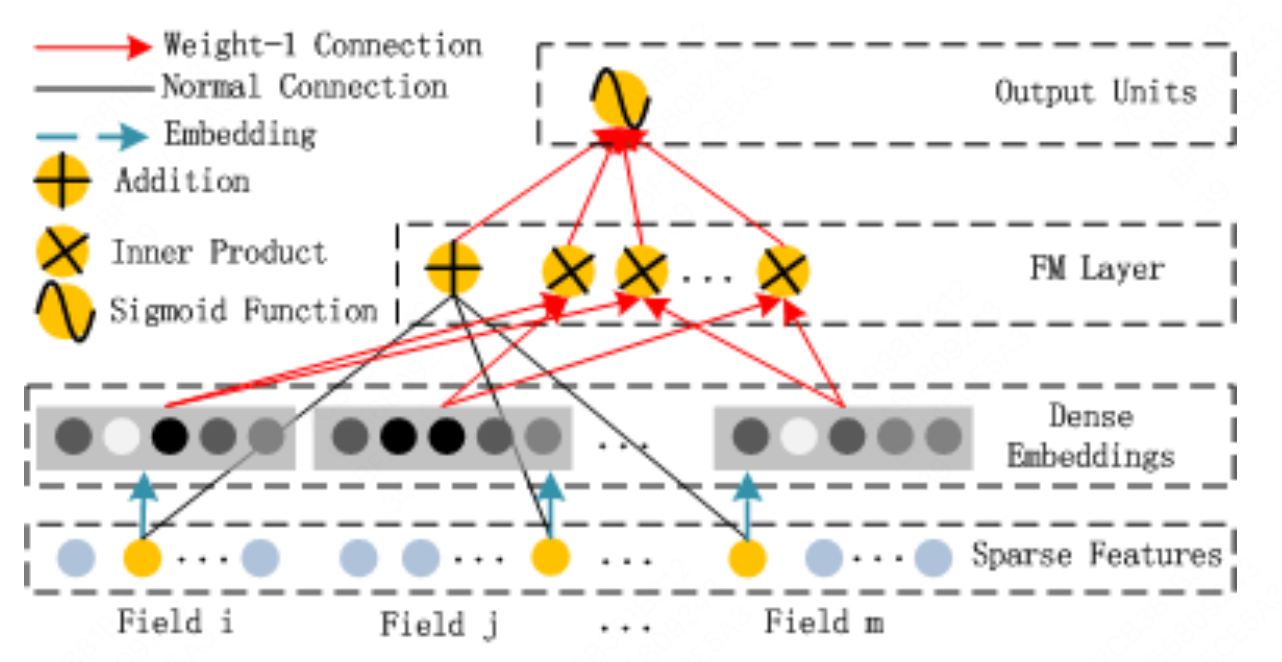 Weight-1 Connection
Normal Connection
Embedding
Addition
Inner Product
Sigmoid Function
Output Units
FM Layer
. . .
Dense
Embeddings
. . .
Sparse Features
. . .
. . .
. . .
. . .
Field i
Field j
. . .
Field m